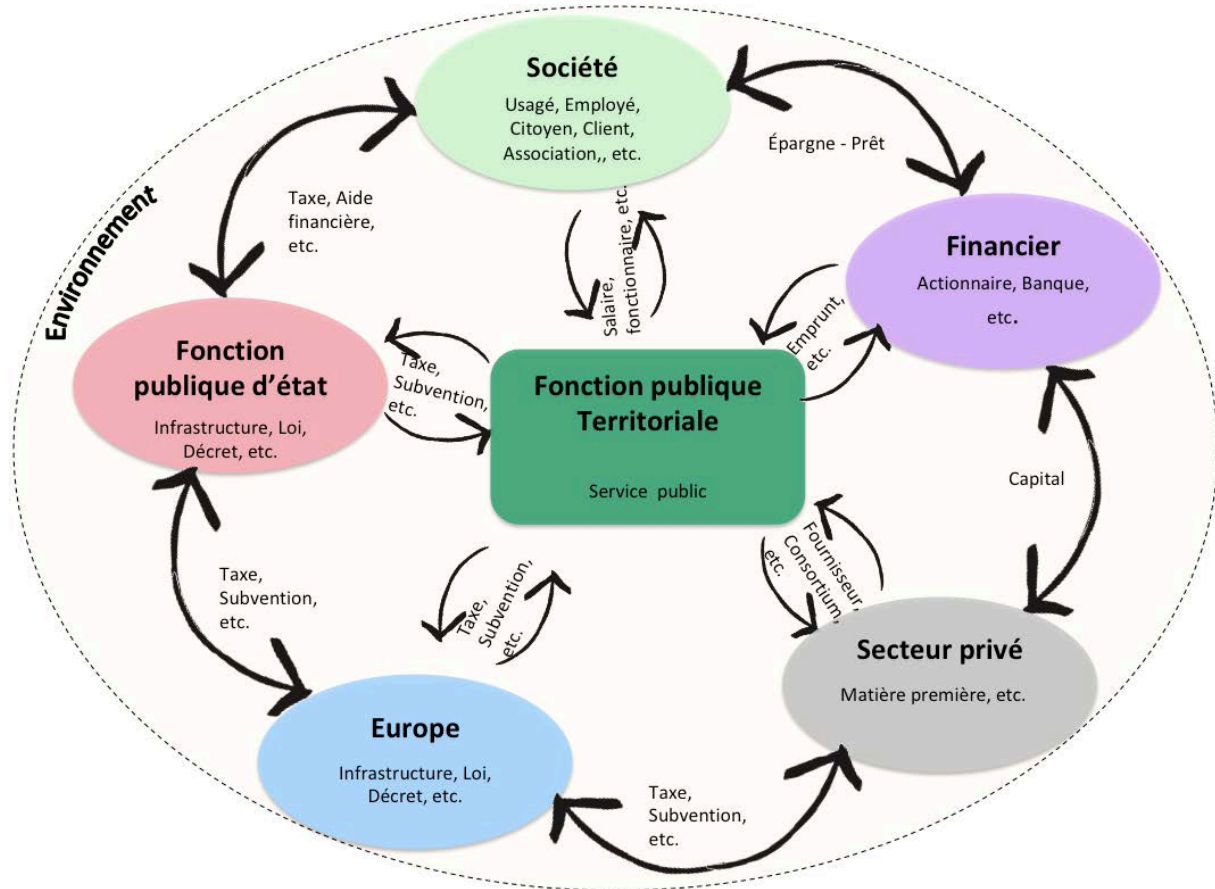 Société
Usagé, Employé,
Citoyen, Client,
Association,, etc.
Épargne - Prêt
Taxe, Aide
financière,
etc.
Environnement
Salaire,
fonctionnaire, etc.
Financier
Actionnaire, Banque,
etc.
Emprunt,
etc.
Fonction
publique d'état
Infrastructure, Loi,
Décret, etc.
Taxe,
Subvention,
etc.
Fonction publique
Territoriale
Service public
Capital
Fournisseur,
Consortium,
etc.
Taxe,
Subvention,
etc.
Taxe,
Subvention,
etc.
Secteur privé
Matière première, etc.
Europe
Infrastructure, Loi,
Décret, etc.
Taxe,
Subvention,
etc.